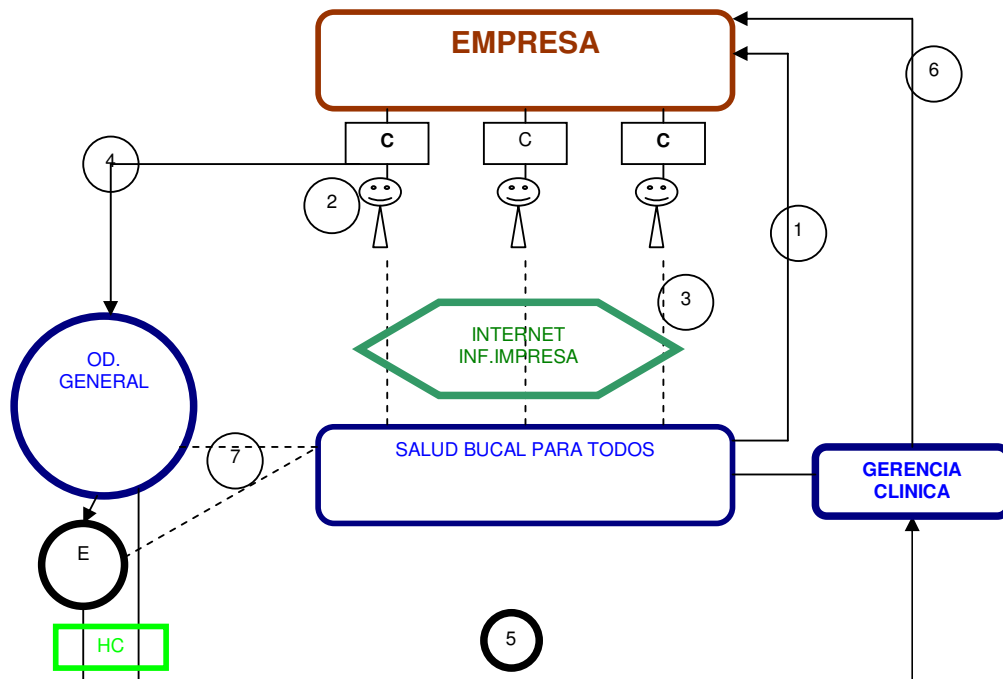 EMPRESA
6
C
C
C
4
2
1
3
INTERNET
INF.IMPRESA
OD.
GENERAL
7
SALUD BUCAL PARA TODOS
GERENCIA
CLINICA
E
HC
5